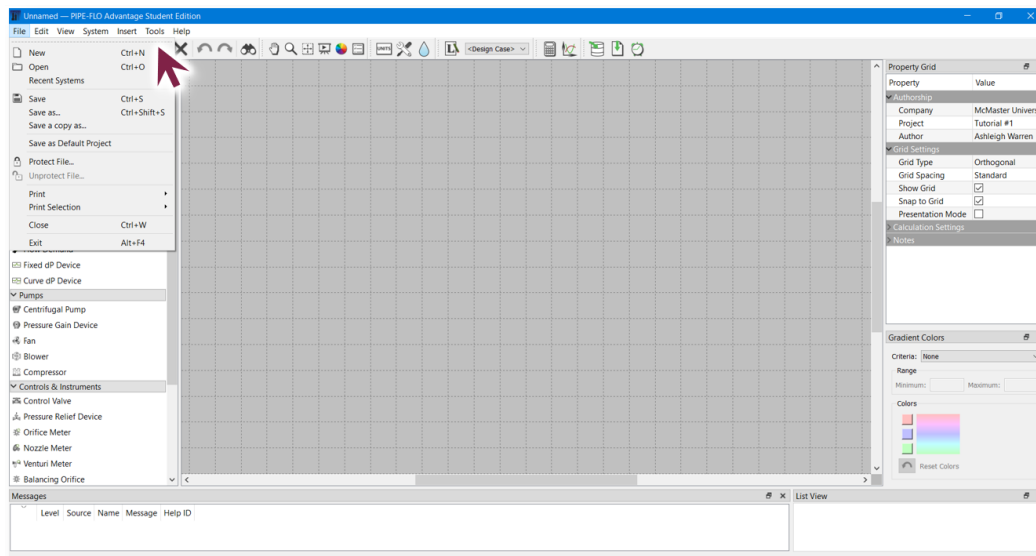 Unnamed — PIPE-FLO Advantage Student Edition
File Edit View System Insert Tools Help
New Ctrl+N
Open Ctrl+O
Recent Systems
Save Ctrl+S
Save as... Ctrl+Shift+S
Save a copy as...
Save as Default Project
Protect File...
Unprotect File...
Print
Print Selection
Close Ctrl+W
Exit Alt+F4
UNITS
<Design Case>
Fixed dP Device
Curve dP Device
Pumps
Centrifugal Pump
Pressure Gain Device
Fan
Blower
Compressor
Controls & Instruments
Control Valve
Pressure Relief Device
Orifice Meter
Nozzle Meter
Venturi Meter
Balancing Orifice
Property Grid
Property Value
Authorship
Company McMaster Univers
Project Tutorial #1
Author Ashleigh Warren
Grid Settings
Grid Type Orthogonal
Grid Spacing Standard
Show Grid
Snap to Grid
Presentation Mode
Calculation Settings
Notes
Gradient Colors
Criteria: None
Range
Minimum: Maximum:
Colors
Reset Colors
Messages
Level Source Name Message Help ID
List View